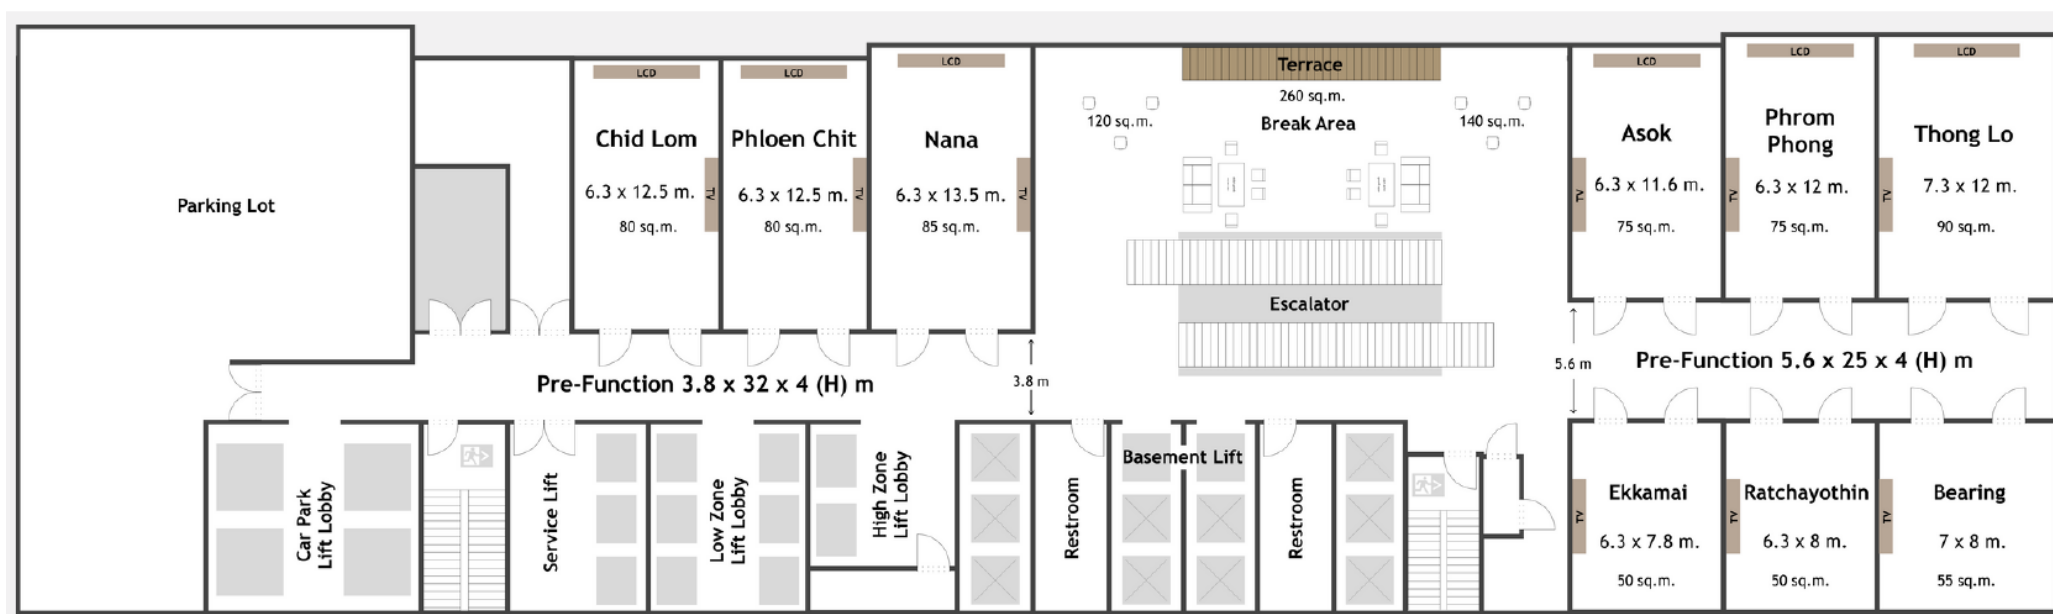 Parking Lot
LCD
Chid Lom
6.3 x 12.5 m.
80 sq.m.
TV
LCD
Phloen Chit
6.3 x 12.5 m.
80 sq.m.
TV
LCD
Nana
6.3 x 13.5 m.
85 sq.m.
TV
Terrace
260 sq.m.
Break Area
120 sq.m.
140 sq.m.
Escalator
LCD
Asok
6.3 x 11.6 m.
75 sq.m.
TV
LCD
Phrom
Phong
6.3 x 12 m.
75 sq.m.
TV
LCD
Thong Lo
7.3 x 12 m.
90 sq.m.
TV
Pre-Function 3.8 x 32 x 4 (H) m
3.8 m
5.6 m
Pre-Function 5.6 x 25 x 4 (H) m
Car Park
Lift Lobby
Service Lift
Low Zone
Lift Lobby
High Zone
Lift Lobby
Restroom
Basement Lift
Restroom
Ekkamai
6.3 x 7.8 m.
50 sq.m.
TV
Ratchayothin
6.3 x 8 m.
50 sq.m.
TV
Bearing
7 x 8 m.
55 sq.m.
TV